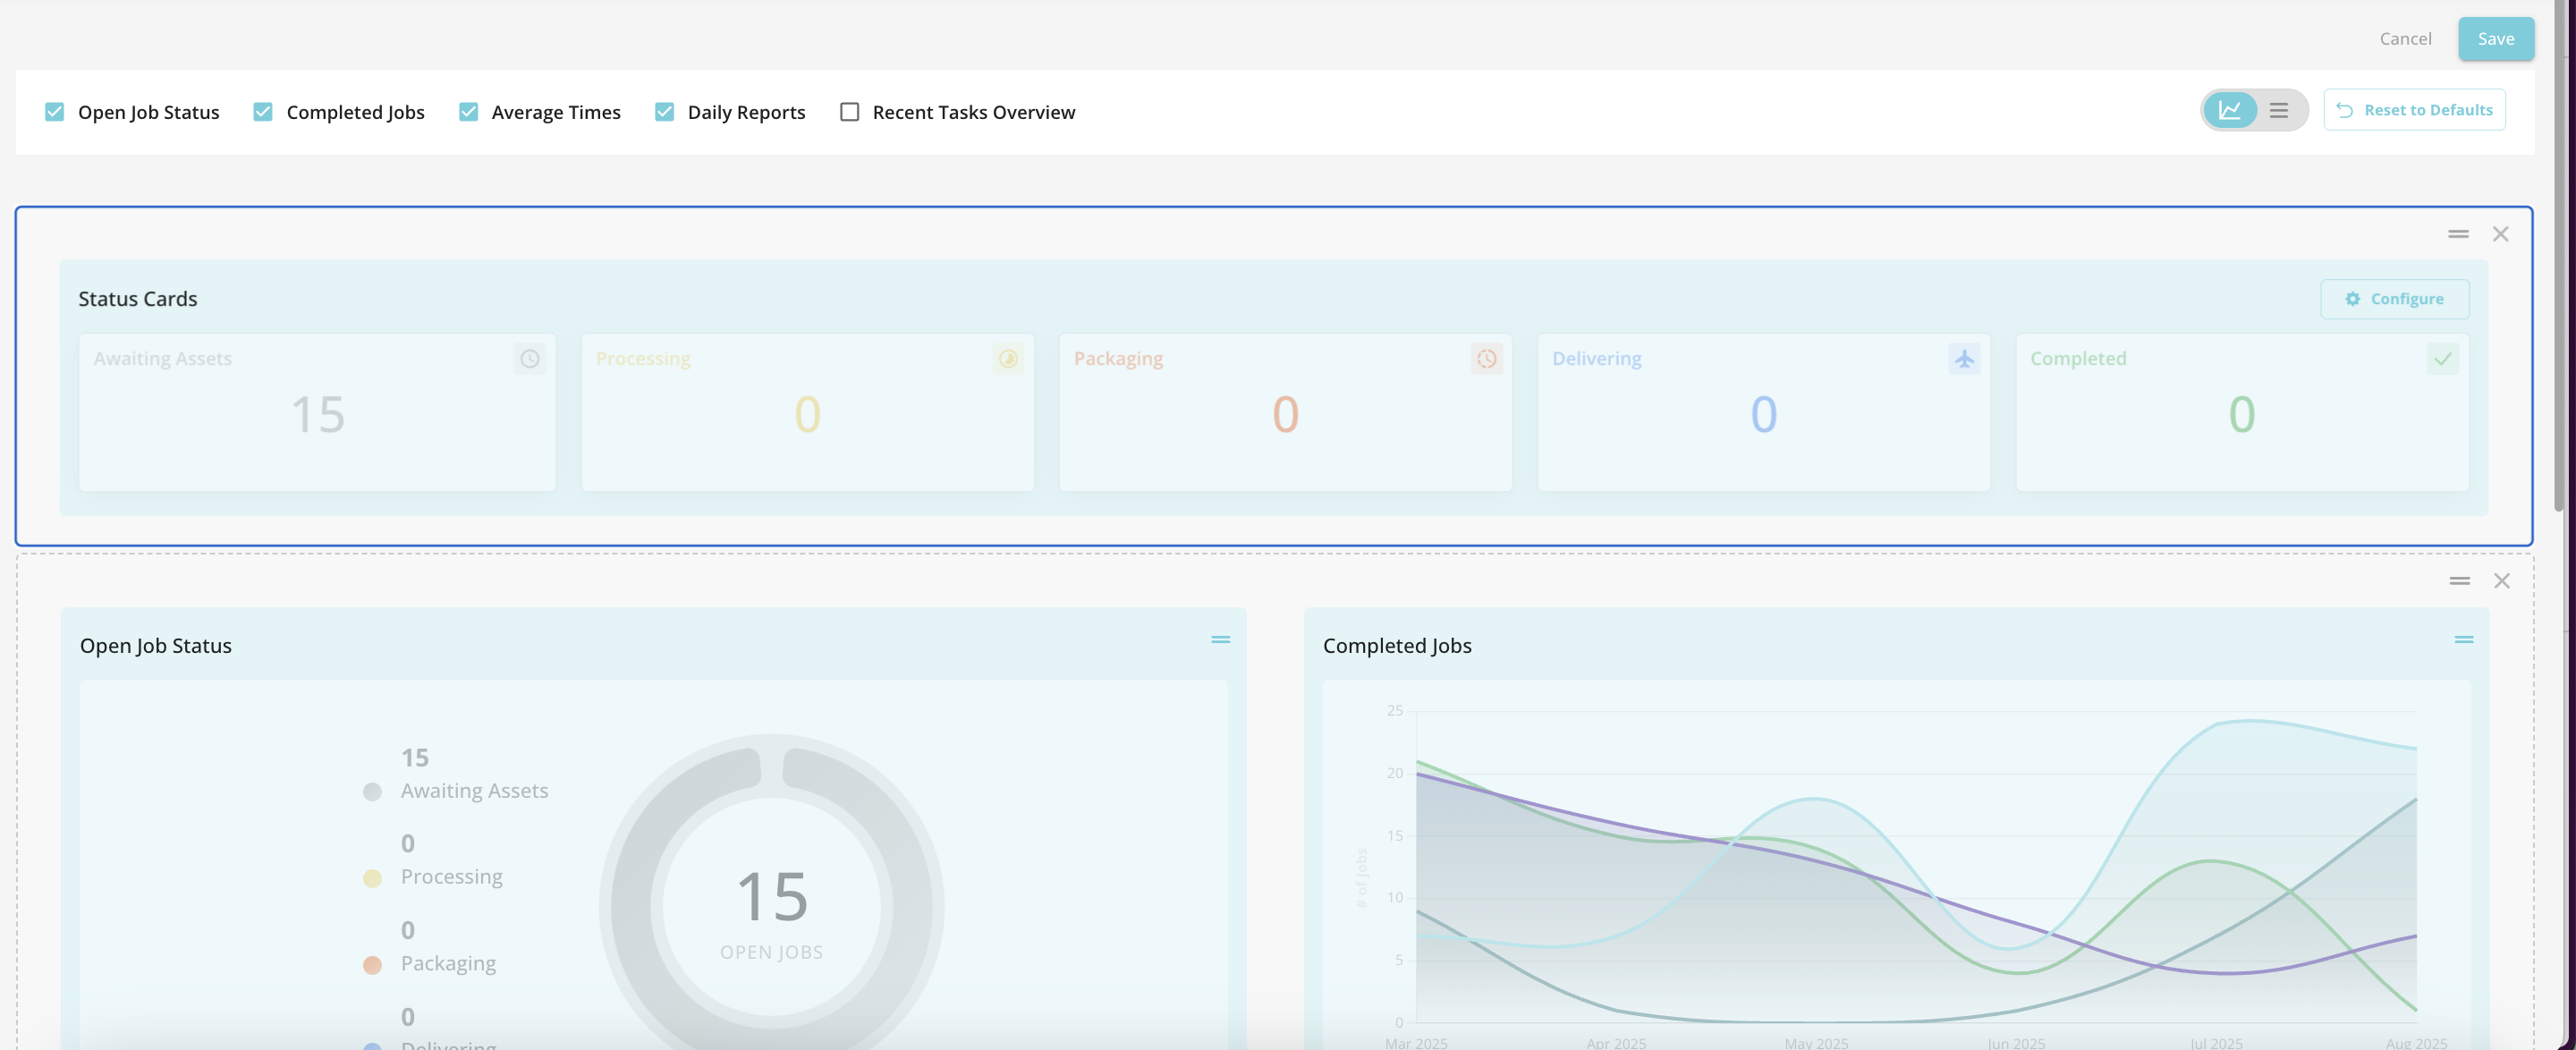 Cancel Save
Open Job Status Completed Jobs Average Times Daily Reports Recent Tasks Overview Reset to Defaults
Status Cards Configure
Awaiting Assets Processing Packaging Delivering Completed
15 0 0 0 0
Open Job Status
15
Awaiting Assets
0
Processing
0
Packaging
0
Delivering
15
OPEN JOBS
Completed Jobs
# of Jobs
25
20
15
10
5
0
Mar 2025 Apr 2025 May 2025 Jun 2025 Jul 2025 Aug 2025